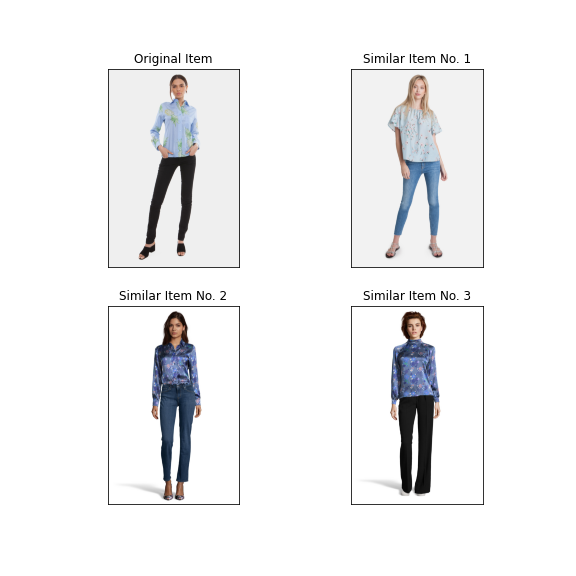 Original Item
Similar Item No. 1
Similar Item No. 2
Similar Item No. 3